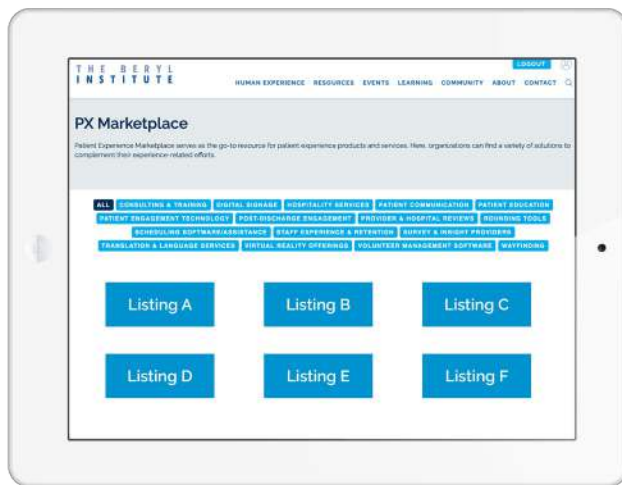 LOGOUT
THE BERYL
INSTITUTE
HUMAN EXPERIENCE RESOURCES EVENTS LEARNING COMMUNITY ABOUT CONTACT
PX Marketplace
Patient Experience Marketplace serves as the go-to resource for patient experience products and services. Here, organizations can find a variety of solutions to
complement their experience-related efforts.
ALL CONSULTING & TRAINING DIGITAL SIGNAGE HOSPITALITY SERVICES PATIENT COMMUNICATION PATIENT EDUCATION
PATIENT ENGAGEMENT TECHNOLOGY POST-DISCHARGE ENGAGEMENT PROVIDER & HOSPITAL REVIEWS ROUNDING TOOLS
SCHEDULING SOFTWARE/ASSISTANCE STAFF EXPERIENCE & RETENTION SURVEY & INSIGHT PROVIDERS
TRANSLATION & LANGUAGE SERVICES VIRTUAL REALITY OFFERINGS VOLUNTEER MANAGEMENT SOFTWARE WAYFINDING
Listing A Listing B Listing C
Listing D Listing E Listing F